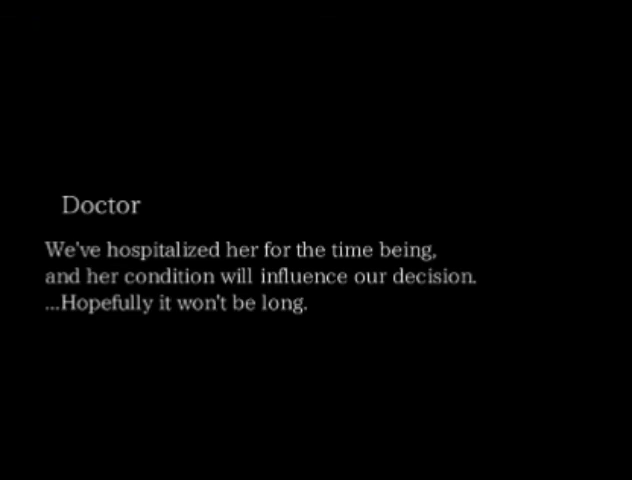 Doctor
We've hospitalized her for the time being,
and her condition will influence our decision.
...Hopefully it won't be long.